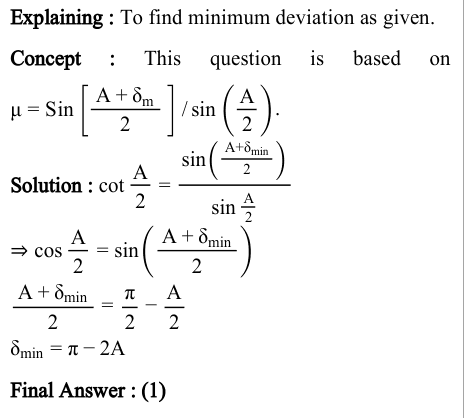 Explaining : To find minimum deviation as given.
Concept : This question is based on
μ = Sin [ (A + δₘ) / 2 ] / sin (A/2).
Solution : cot A/2 = sin((A+δ_min)/2) / sin A/2
⇒ cos A/2 = sin((A + δ_min)/2)
(A + δ_min)/2 = π/2 − A/2
δ_min = π − 2A
Final Answer : (1)